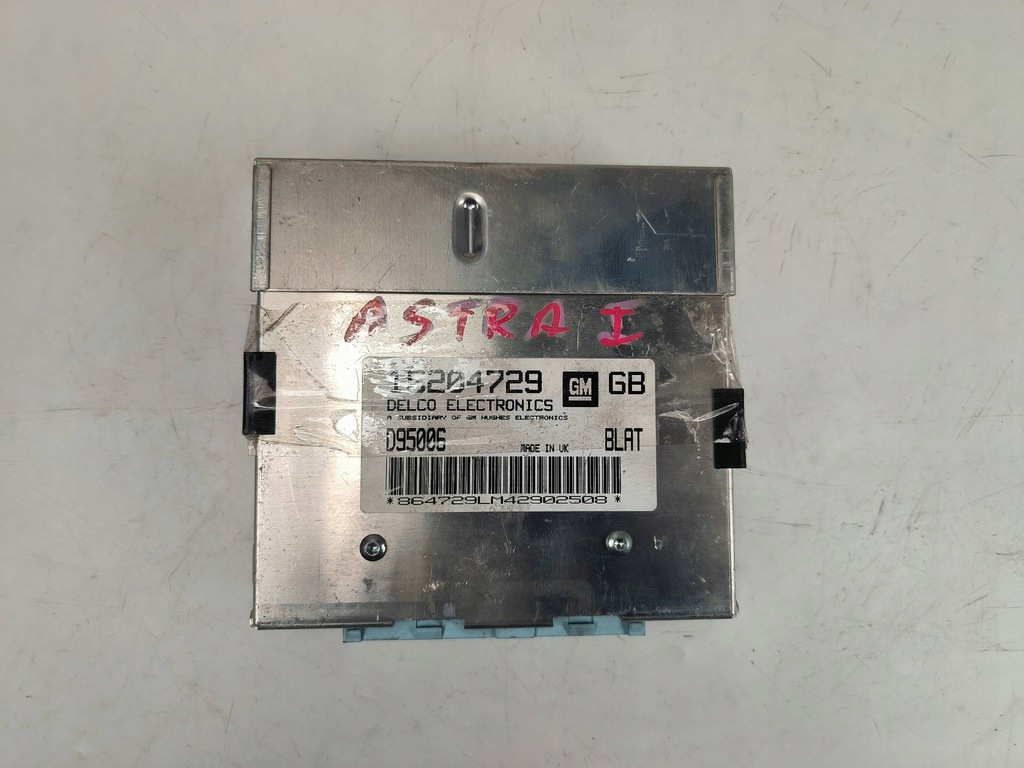 ASTRA I
16204729 GM GB
DELCO ELECTRONICS
A SUBSIDIARY OF GM HUGHES ELECTRONICS
D95006 MADE IN UK BLAT
*864729LM42902508*